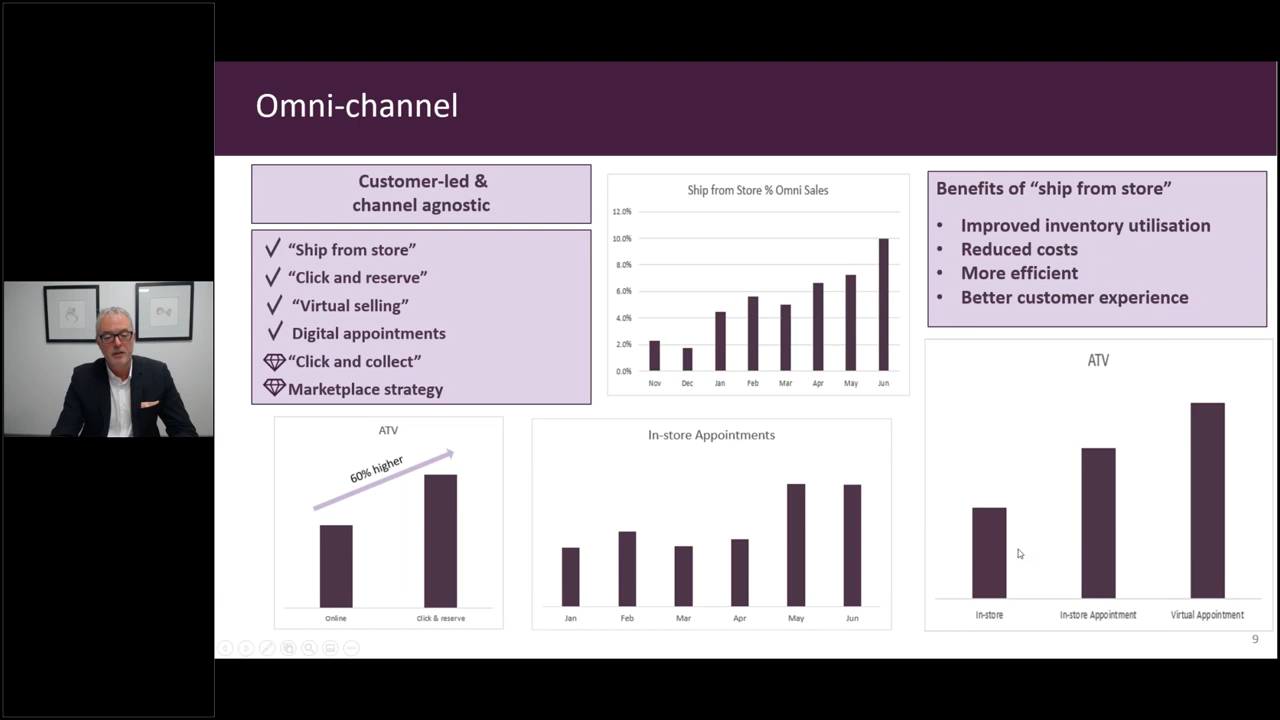 Omni-channel
Customer-led &
channel agnostic
“Ship from store”
“Click and reserve”
“Virtual selling”
Digital appointments
“Click and collect”
Marketplace strategy
Ship from Store % Omni Sales
12.0%
10.0%
8.0%
6.0%
4.0%
2.0%
0.0%
Nov Dec Jan Feb Mar Apr May Jun
Benefits of “ship from store”
• Improved inventory utilisation
• Reduced costs
• More efficient
• Better customer experience
ATV
60% higher
Online Click & reserve
In-store Appointments
Jan Feb Mar Apr May Jun
ATV
In-store In-store Appointment Virtual Appointment
9